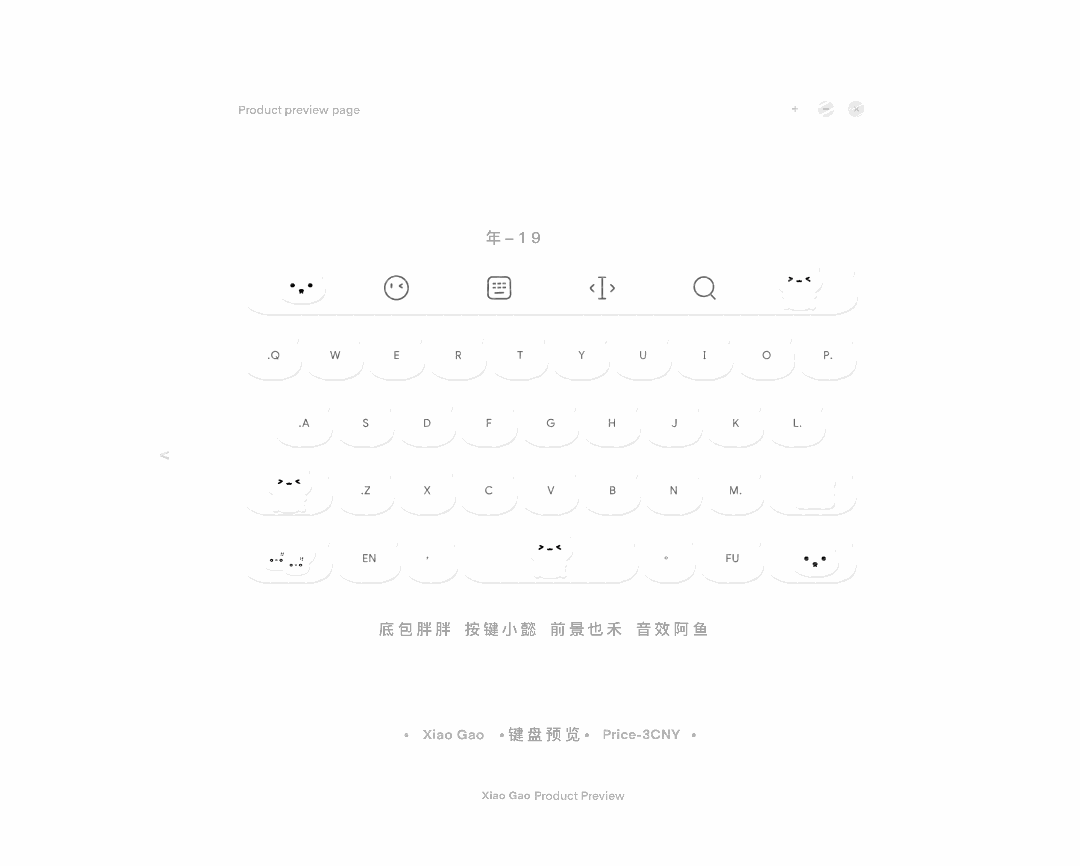 Product preview page
年-19
.Q W E R T Y U I O P.
.A S D F G H J K L.
.Z X C V B N M.
EN FU
底包胖胖 按键小懿 前景也禾 音效阿鱼
• Xiao Gao •键盘预览• Price-3CNY •
Xiao Gao Product Preview